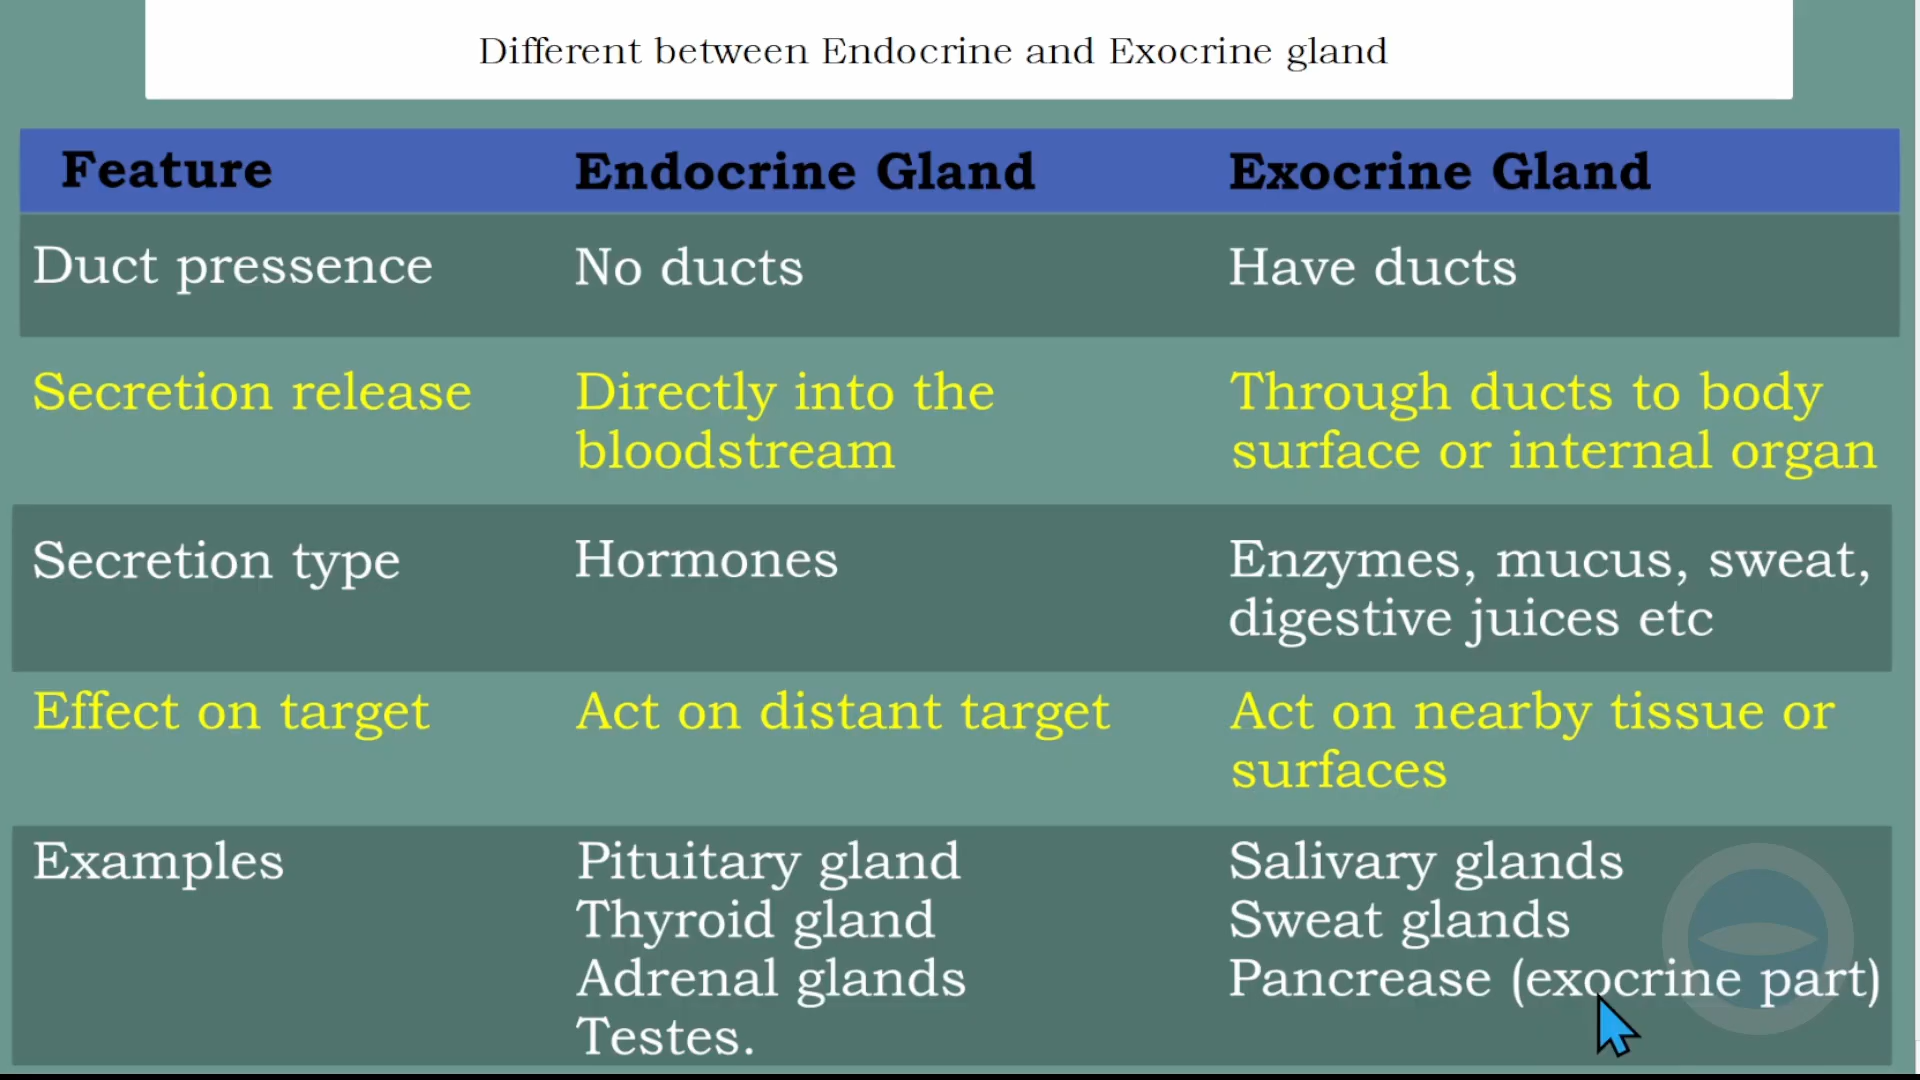 Different between Endocrine and Exocrine gland
Feature Endocrine Gland Exocrine Gland
Duct pressence No ducts Have ducts
Secretion release Directly into the Through ducts to body
bloodstream surface or internal organ
Secretion type Hormones Enzymes, mucus, sweat,
digestive juices etc
Effect on target Act on distant target Act on nearby tissue or
surfaces
Examples Pituitary gland Salivary glands
Thyroid gland Sweat glands
Adrenal glands Pancrease (exocrine part)
Testes.